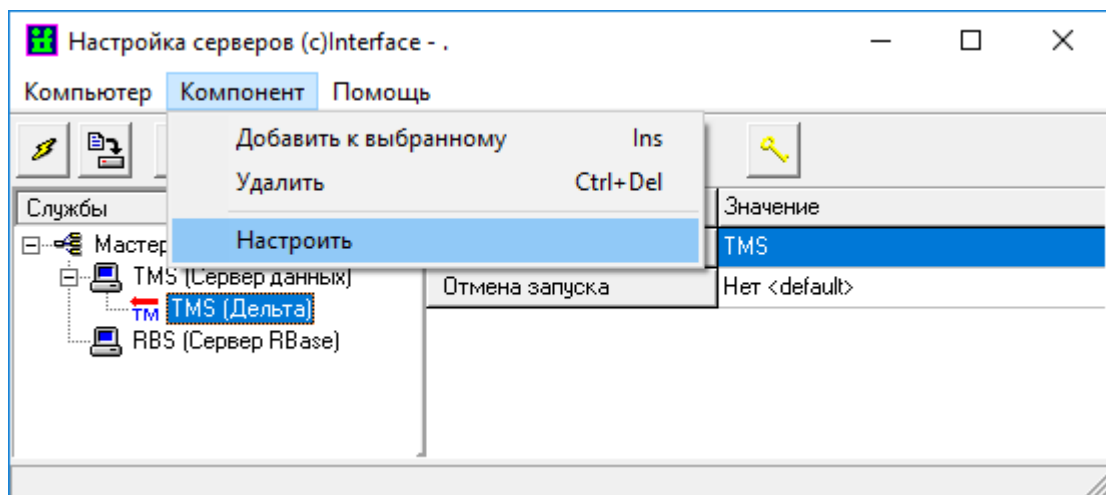 Настройка серверов (c)Interface - .
Компьютер Компонент Помощь
Добавить к выбранному Ins
Удалить Ctrl+Del
Настроить
Службы Значение
Мастер TMS
TMS (Сервер данных) Отмена запуска Нет <default>
TM TMS (Дельта)
RBS (Сервер RBase)